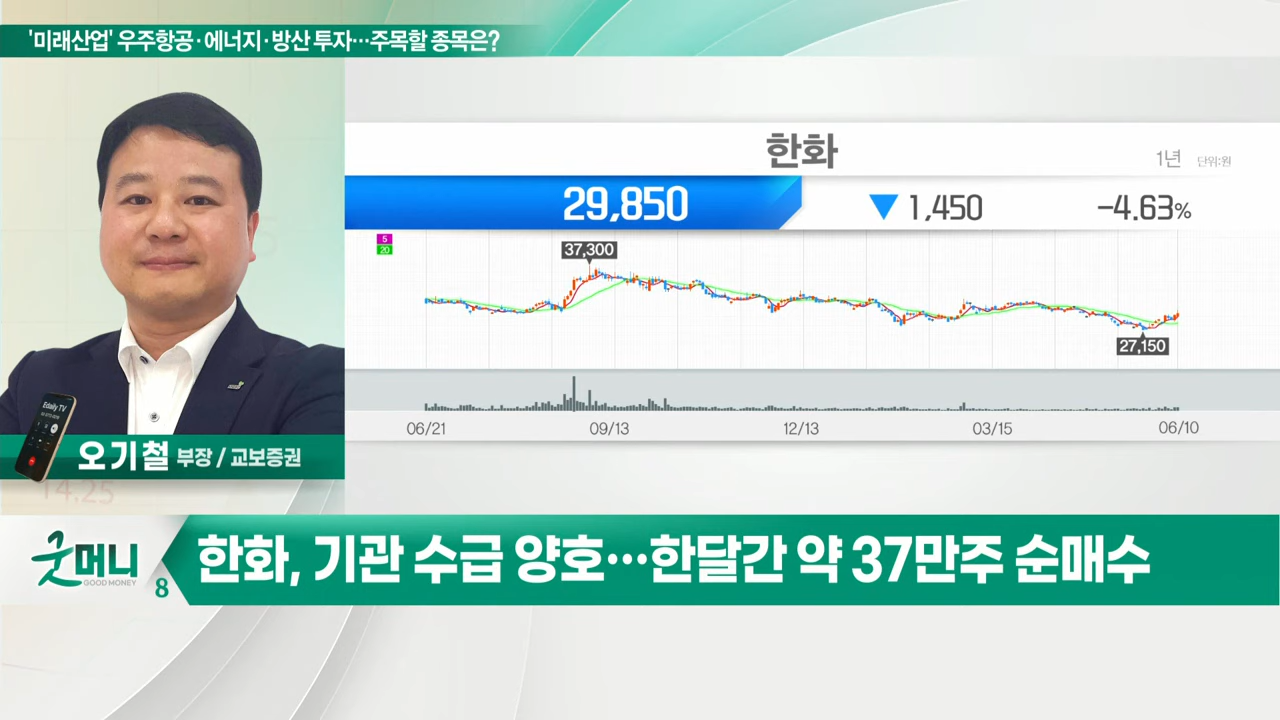 '미래산업' 우주항공·에너지·방산 투자…주목할 종목은?
한화
1년 단위:원
29,850 ▼ 1,450 -4.63%
5
20
37,300
27,150
06/21 09/13 12/13 03/15 06/10
Edaily TV
오기철 부장 / 교보증권
14.25
굿머니
GOOD MONEY
8
한화, 기관 수급 양호…한달간 약 37만주 순매수